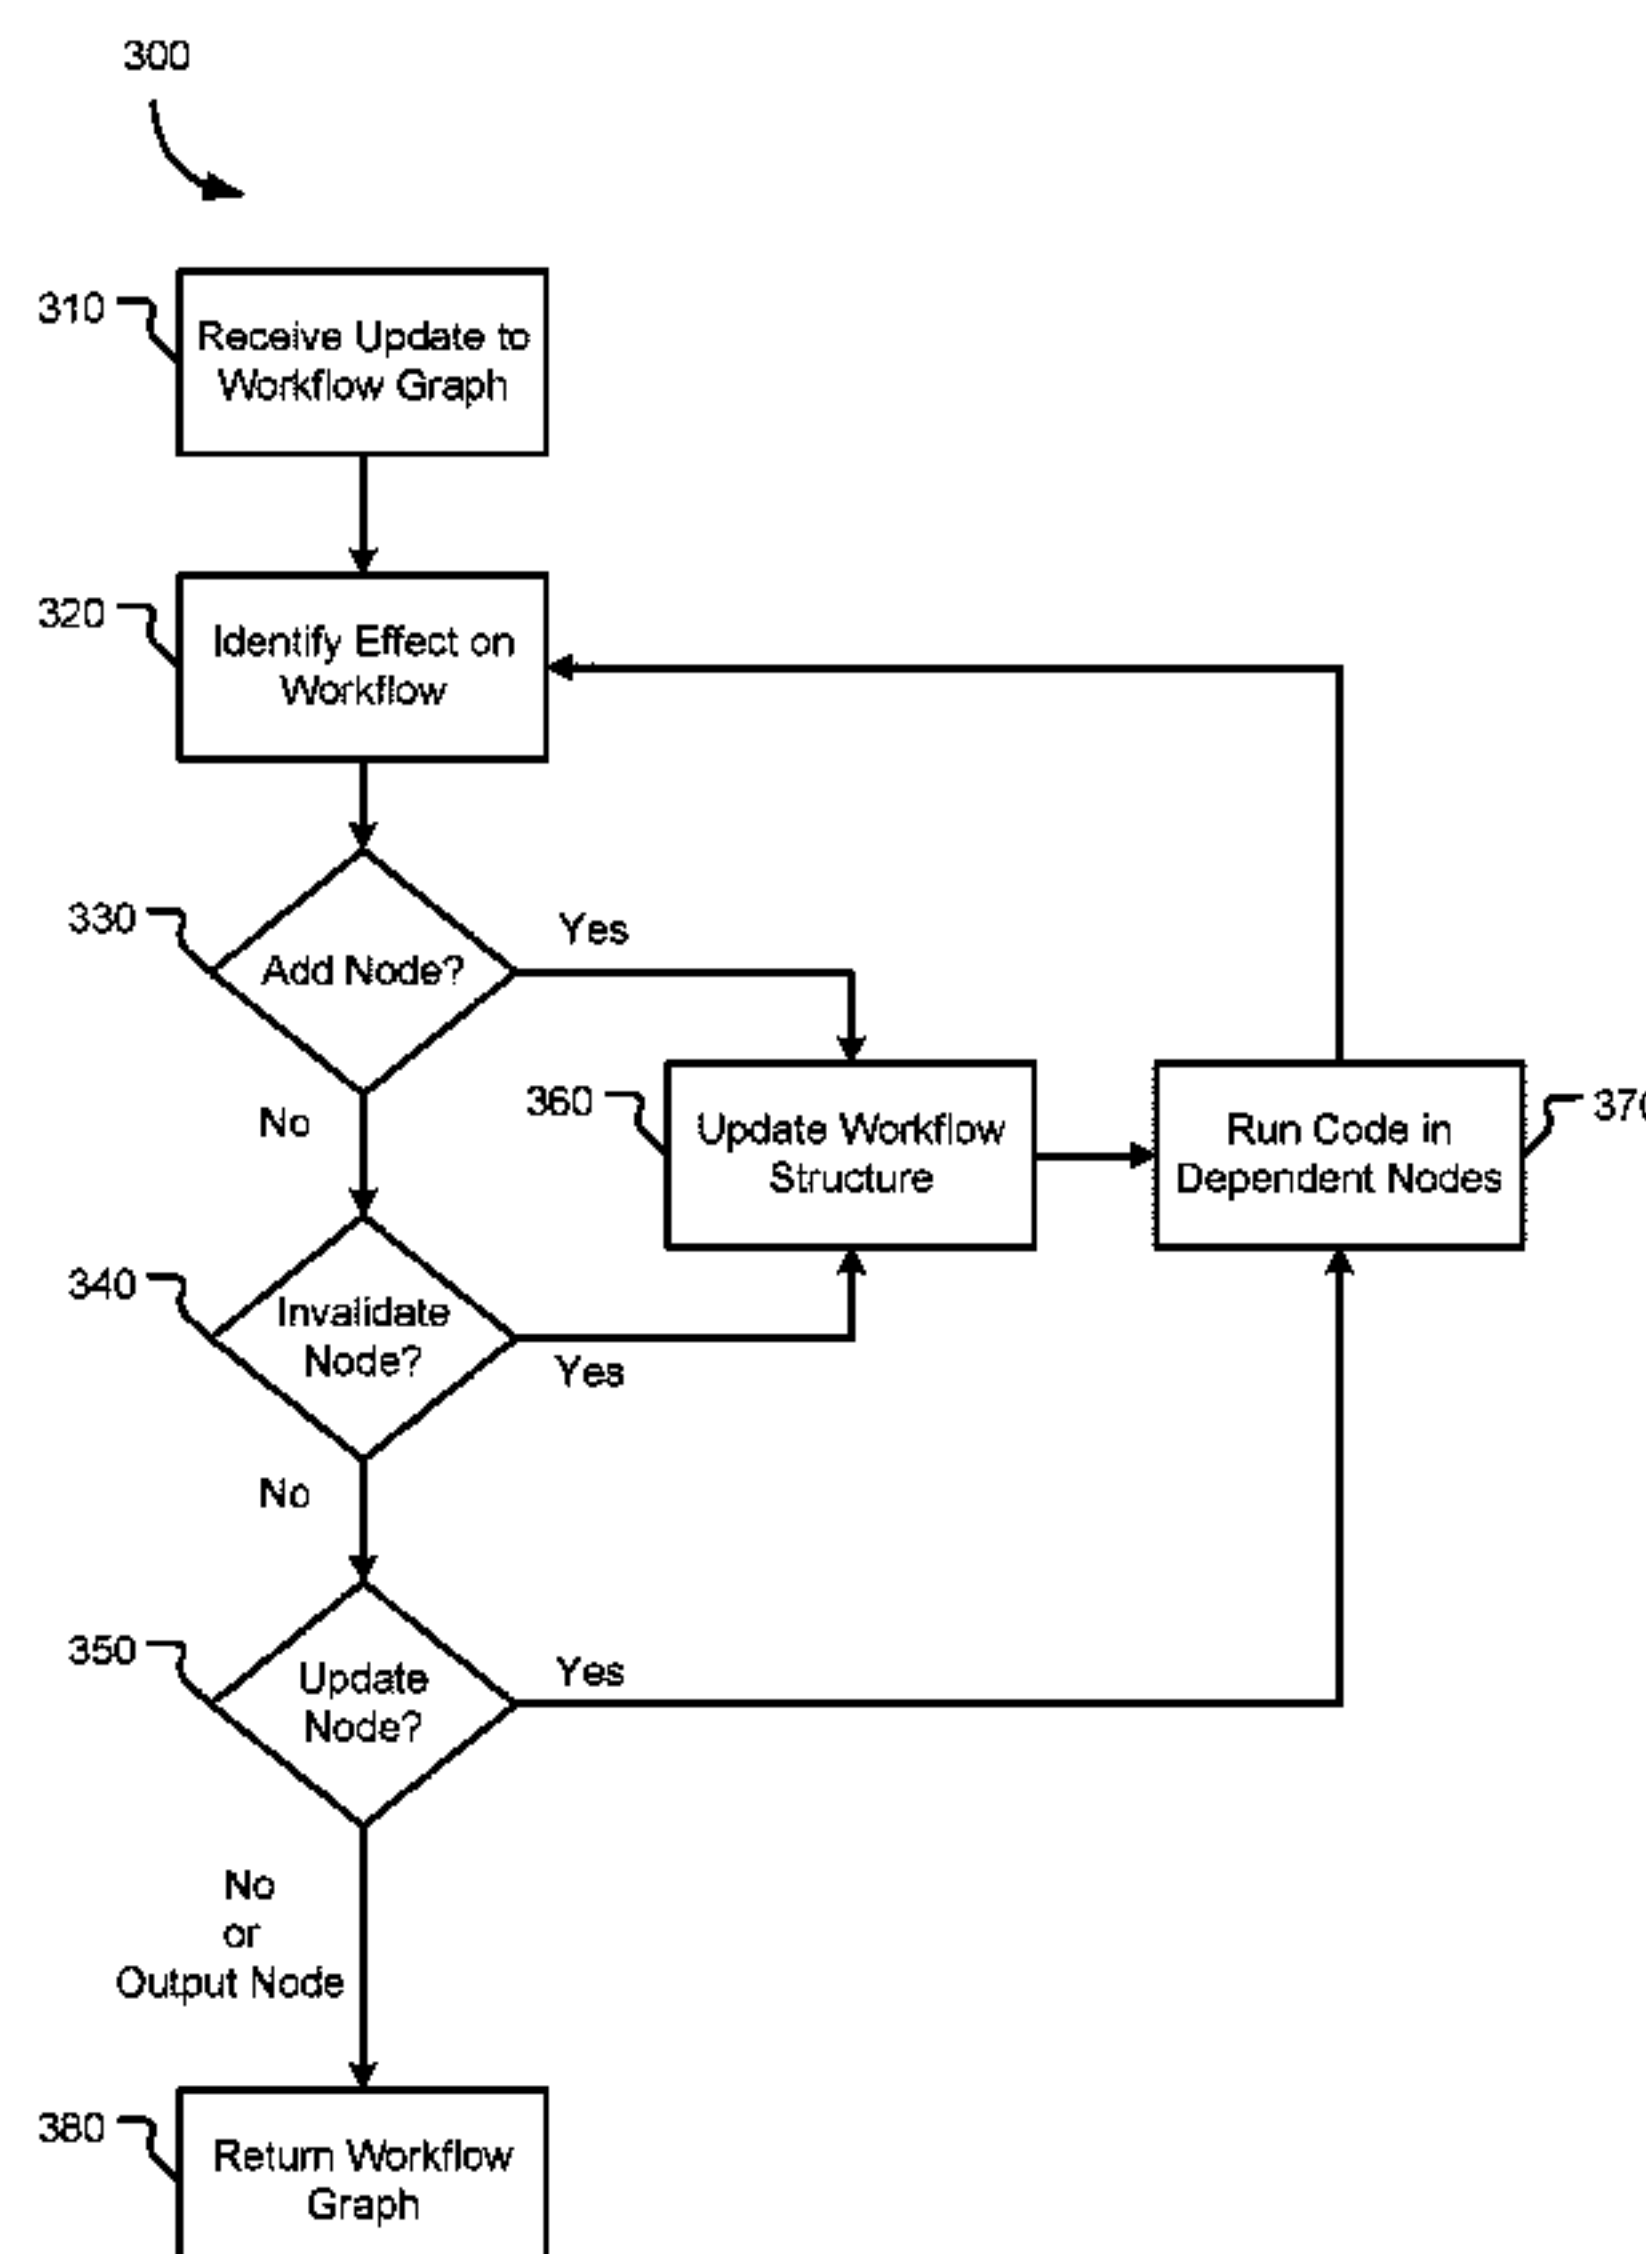 300
310
Receive Update to
Workflow Graph
320
Identify Effect on
Workflow
330
Add Node?
Yes
No
360
Update Workflow
Structure
Run Code in
Dependent Nodes
370
340
Invalidate
Node?
Yes
No
350
Update
Node?
Yes
No
or
Output Node
380
Return Workflow
Graph